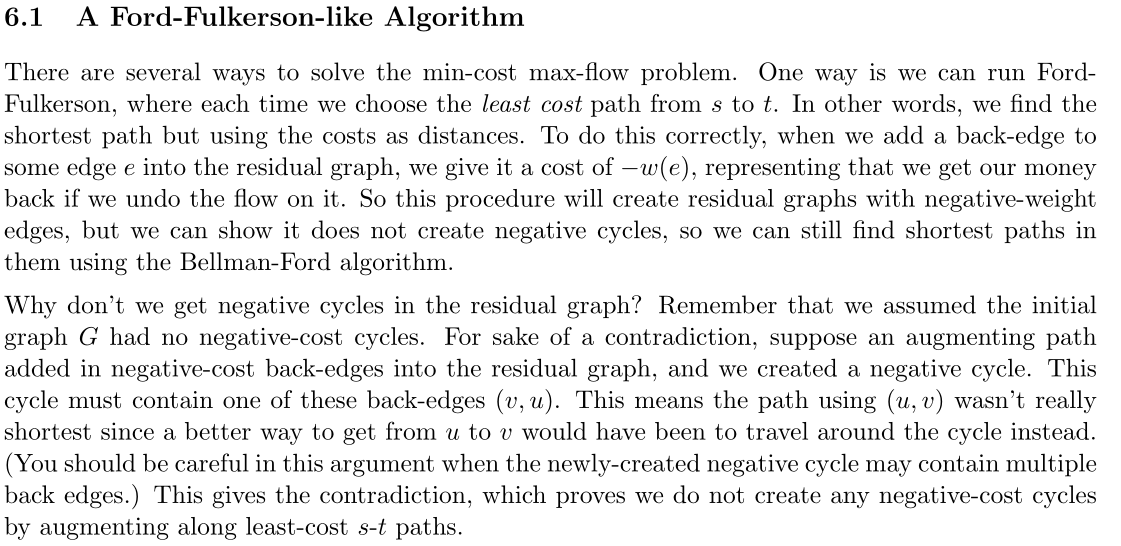 6.1 A Ford-Fulkerson-like Algorithm
There are several ways to solve the min-cost max-flow problem. One way is we can run Ford-
Fulkerson, where each time we choose the least cost path from s to t. In other words, we find the
shortest path but using the costs as distances. To do this correctly, when we add a back-edge to
some edge e into the residual graph, we give it a cost of −w(e), representing that we get our money
back if we undo the flow on it. So this procedure will create residual graphs with negative-weight
edges, but we can show it does not create negative cycles, so we can still find shortest paths in
them using the Bellman-Ford algorithm.
Why don't we get negative cycles in the residual graph? Remember that we assumed the initial
graph G had no negative-cost cycles. For sake of a contradiction, suppose an augmenting path
added in negative-cost back-edges into the residual graph, and we created a negative cycle. This
cycle must contain one of these back-edges (v, u). This means the path using (u, v) wasn't really
shortest since a better way to get from u to v would have been to travel around the cycle instead.
(You should be careful in this argument when the newly-created negative cycle may contain multiple
back edges.) This gives the contradiction, which proves we do not create any negative-cost cycles
by augmenting along least-cost s-t paths.